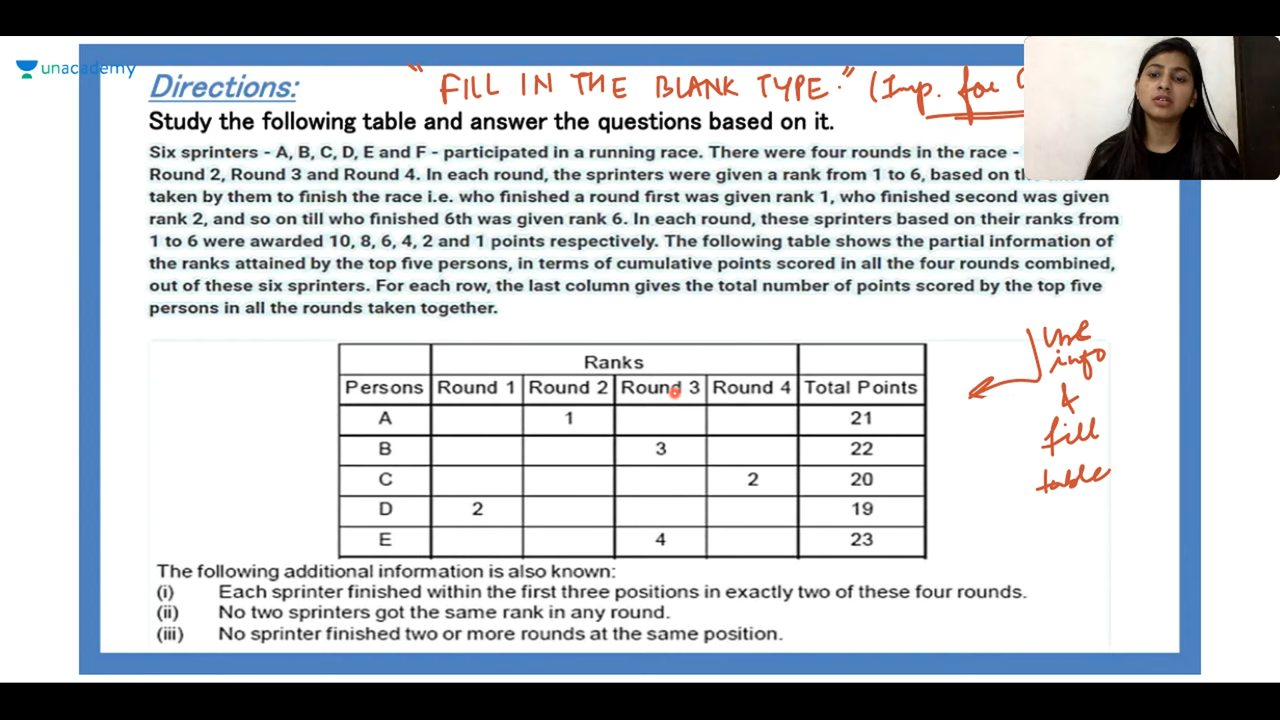 unacademy
Directions:
" FILL IN THE BLANK TYPE." (Imp. for
Study the following table and answer the questions based on it.
Six sprinters - A, B, C, D, E and F - participated in a running race. There were four rounds in the race -
Round 2, Round 3 and Round 4. In each round, the sprinters were given a rank from 1 to 6, based on
taken by them to finish the race i.e. who finished a round first was given rank 1, who finished second was given
rank 2, and so on till who finished 6th was given rank 6. In each round, these sprinters based on their ranks from
1 to 6 were awarded 10, 8, 6, 4, 2 and 1 points respectively. The following table shows the partial information of
the ranks attained by the top five persons, in terms of cumulative points scored in all the four rounds combined,
out of these six sprinters. For each row, the last column gives the total number of points scored by the top five
persons in all the rounds taken together.
Ranks
Persons Round 1 Round 2 Round 3 Round 4 Total Points
A 1 21
B 3 22
C 2 20
D 2 19
E 4 23
use
info
&
fill
table
The following additional information is also known:
(i) Each sprinter finished within the first three positions in exactly two of these four rounds.
(ii) No two sprinters got the same rank in any round.
(iii) No sprinter finished two or more rounds at the same position.